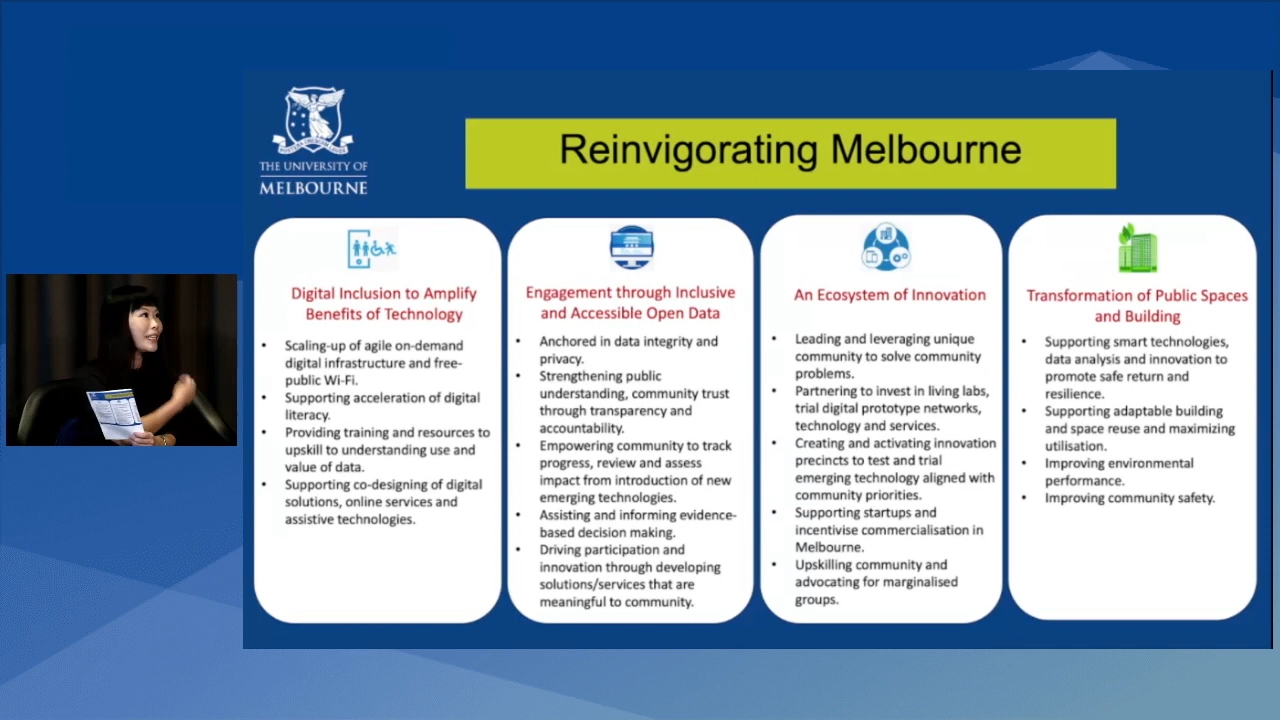 THE UNIVERSITY OF
MELBOURNE
Reinvigorating Melbourne
Digital Inclusion to Amplify
Benefits of Technology
• Scaling-up of agile on-demand
digital infrastructure and free-
public Wi-Fi.
• Supporting acceleration of digital
literacy.
• Providing training and resources to
upskill to understanding use and
value of data.
• Supporting co-designing of digital
solutions, online services and
assistive technologies.
Engagement through Inclusive
and Accessible Open Data
• Anchored in data integrity and
privacy.
• Strengthening public
understanding, community trust
through transparency and
accountability.
• Empowering community to track
progress, review and assess
impact from introduction of new
emerging technologies.
• Assisting and informing evidence-
based decision making.
• Driving participation and
innovation through developing
solutions/services that are
meaningful to community.
An Ecosystem of Innovation
• Leading and leveraging unique
community to solve community
problems.
• Partnering to invest in living labs,
trial digital prototype networks,
technology and services.
• Creating and activating innovation
precincts to test and trial
emerging technology aligned with
community priorities.
• Supporting startups and
incentivise commercialisation in
Melbourne.
• Upskilling community and
advocating for marginalised
groups.
Transformation of Public Spaces
and Building
• Supporting smart technologies,
data analysis and innovation to
promote safe return and
resilience.
• Supporting adaptable building
and space reuse and maximizing
utilisation.
• Improving environmental
performance.
• Improving community safety.